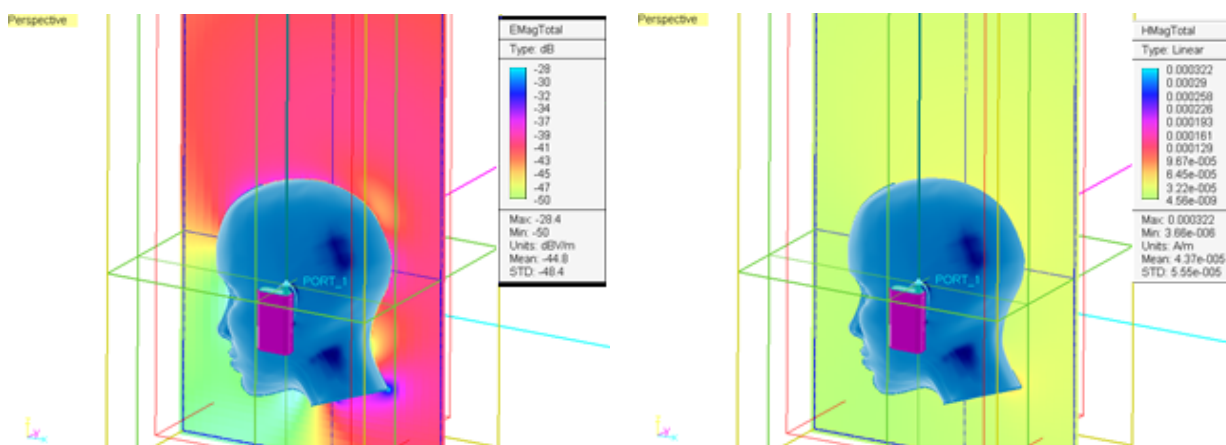 Perspective
EMagTotal
Type: dB
-28
-30
-32
-34
-37
-39
-41
-43
-45
-47
-50
Max: -28.4
Min: -50
Units: dBV/m
Mean: -44.8
STD: -48.4
PORT_1
Perspective
HMagTotal
Type: Linear
0.000322
0.00029
0.000258
0.000226
0.000193
0.000161
0.000129
9.67e-005
6.45e-005
3.22e-005
4.56e-009
Max: 0.000322
Min: 3.66e-006
Units: A/m
Mean: 4.37e-005
STD: 5.55e-005
PORT_1